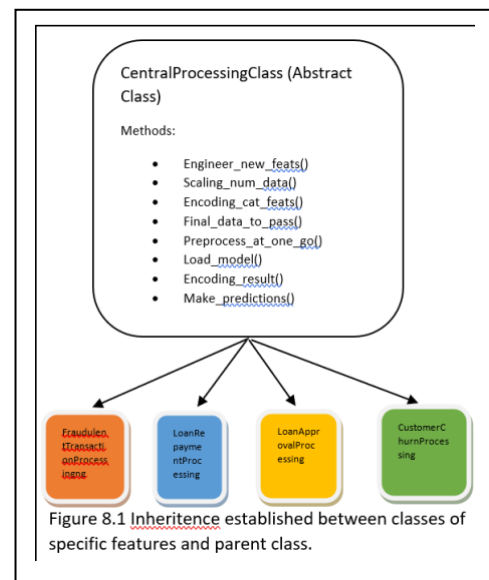 CentralProcessingClass (Abstract
Class)
Methods:
• Engineer_new_feats()
• Scaling_num_data()
• Encoding_cat_feats()
• Final_data_to_pass()
• Preprocess_at_one_go()
• Load_model()
• Encoding_result()
• Make_predictions()
Fraudulen
tTransacti
onProcess
ingng
LoanRe
payme
ntProc
essing
LoanAppr
ovalProc
essing
CustomerC
hurnProces
sing
Figure 8.1 Inheritence established between classes of
specific features and parent class.